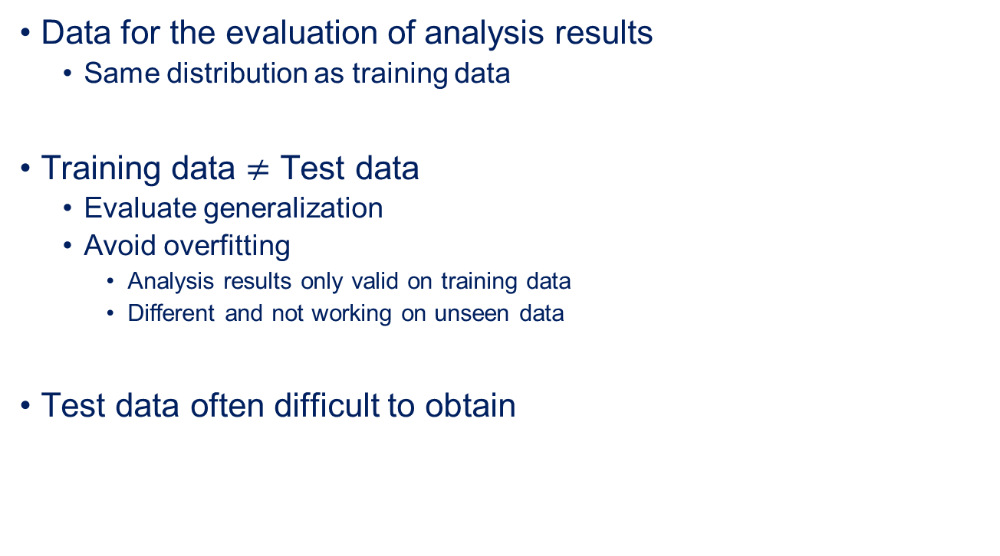 • Data for the evaluation of analysis results
• Same distribution as training data
• Training data ≠ Test data
• Evaluate generalization
• Avoid overfitting
• Analysis results only valid on training data
• Different and not working on unseen data
• Test data often difficult to obtain